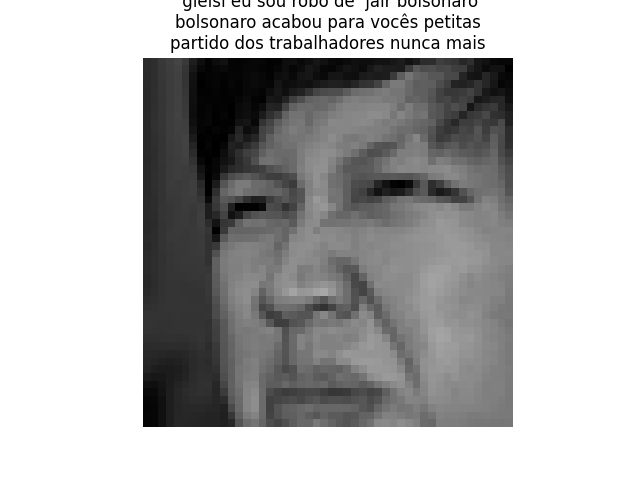 gleisi eu sou robo de jair bolsonaro
bolsonaro acabou para vocês petitas
partido dos trabalhadores nunca mais